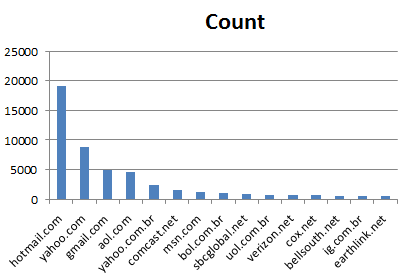 Count
25000
20000
15000
10000
5000
0
hotmail.com
yahoo.com
gmail.com
aol.com
yahoo.com.br
comcast.net
msn.com
bol.com.br
sbcglobal.net
uol.com.br
verizon.net
cox.net
bellsouth.net
ig.com.br
earthlink.net